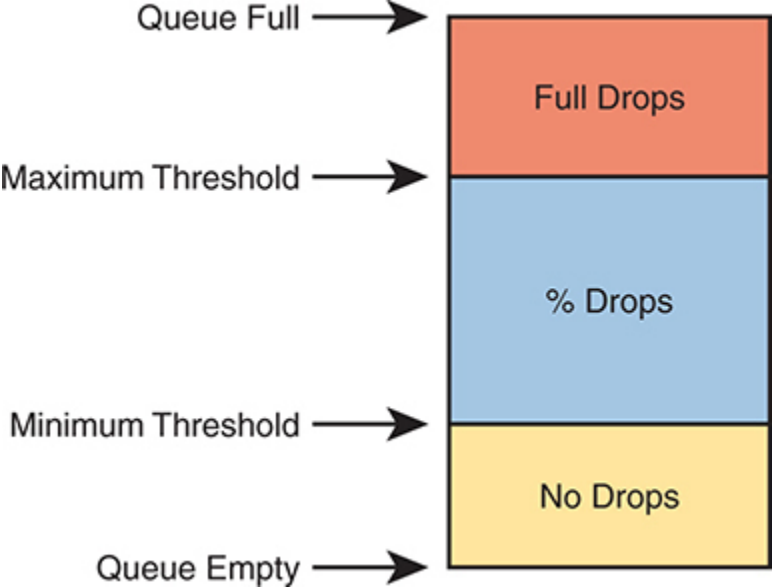 Queue Full
Full Drops
Maximum Threshold
% Drops
Minimum Threshold
No Drops
Queue Empty